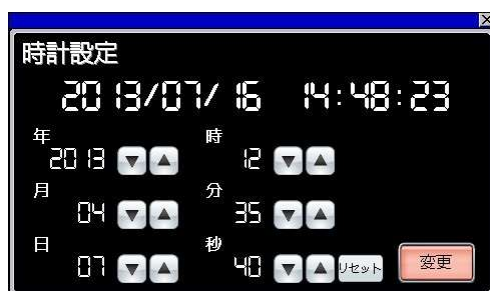 時計設定
2013/07/16 14:48:23
年 2013 ▼ ▲ 時 12 ▼ ▲
月 04 ▼ ▲ 分 35 ▼ ▲
日 07 ▼ ▲ 秒 40 ▼ ▲ リセット 変更